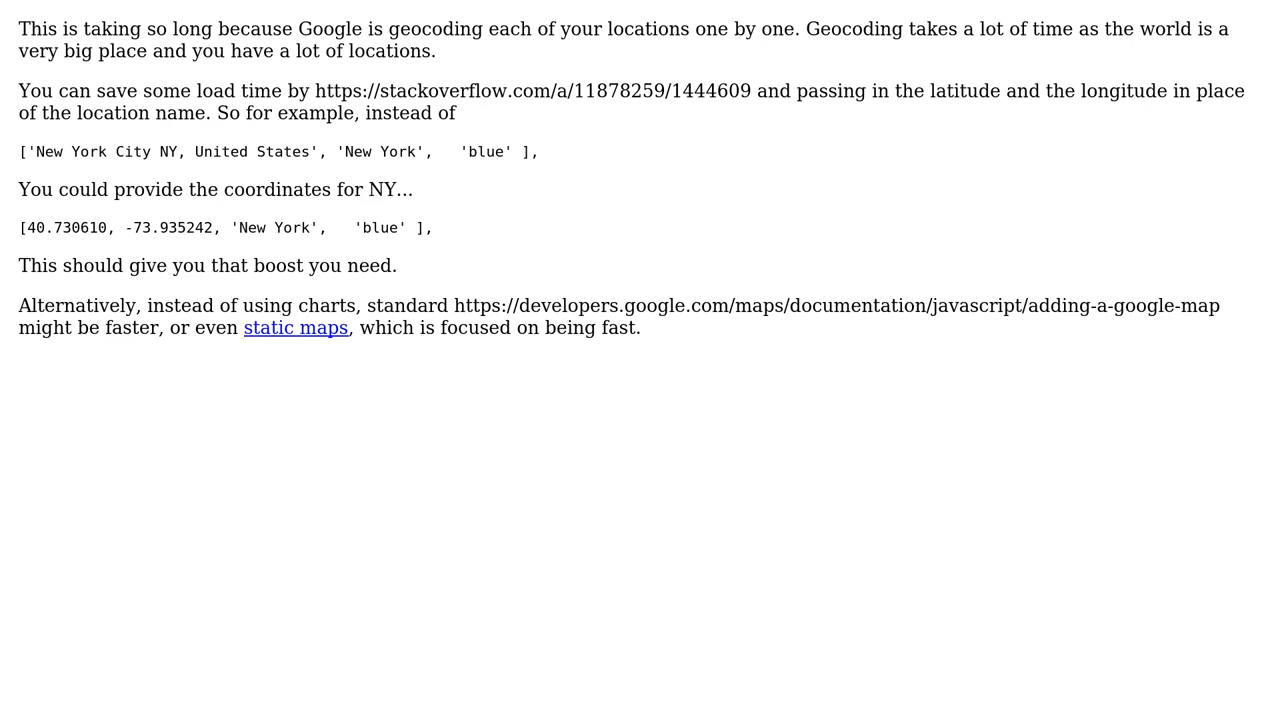 This is taking so long because Google is geocoding each of your locations one by one. Geocoding takes a lot of time as the world is a
very big place and you have a lot of locations.
You can save some load time by https://stackoverflow.com/a/11878259/1444609 and passing in the latitude and the longitude in place
of the location name. So for example, instead of
['New York City NY, United States', 'New York',   'blue' ],
You could provide the coordinates for NY...
[40.730610, -73.935242, 'New York',   'blue' ],
This should give you that boost you need.
Alternatively, instead of using charts, standard https://developers.google.com/maps/documentation/javascript/adding-a-google-map
might be faster, or even static maps, which is focused on being fast.